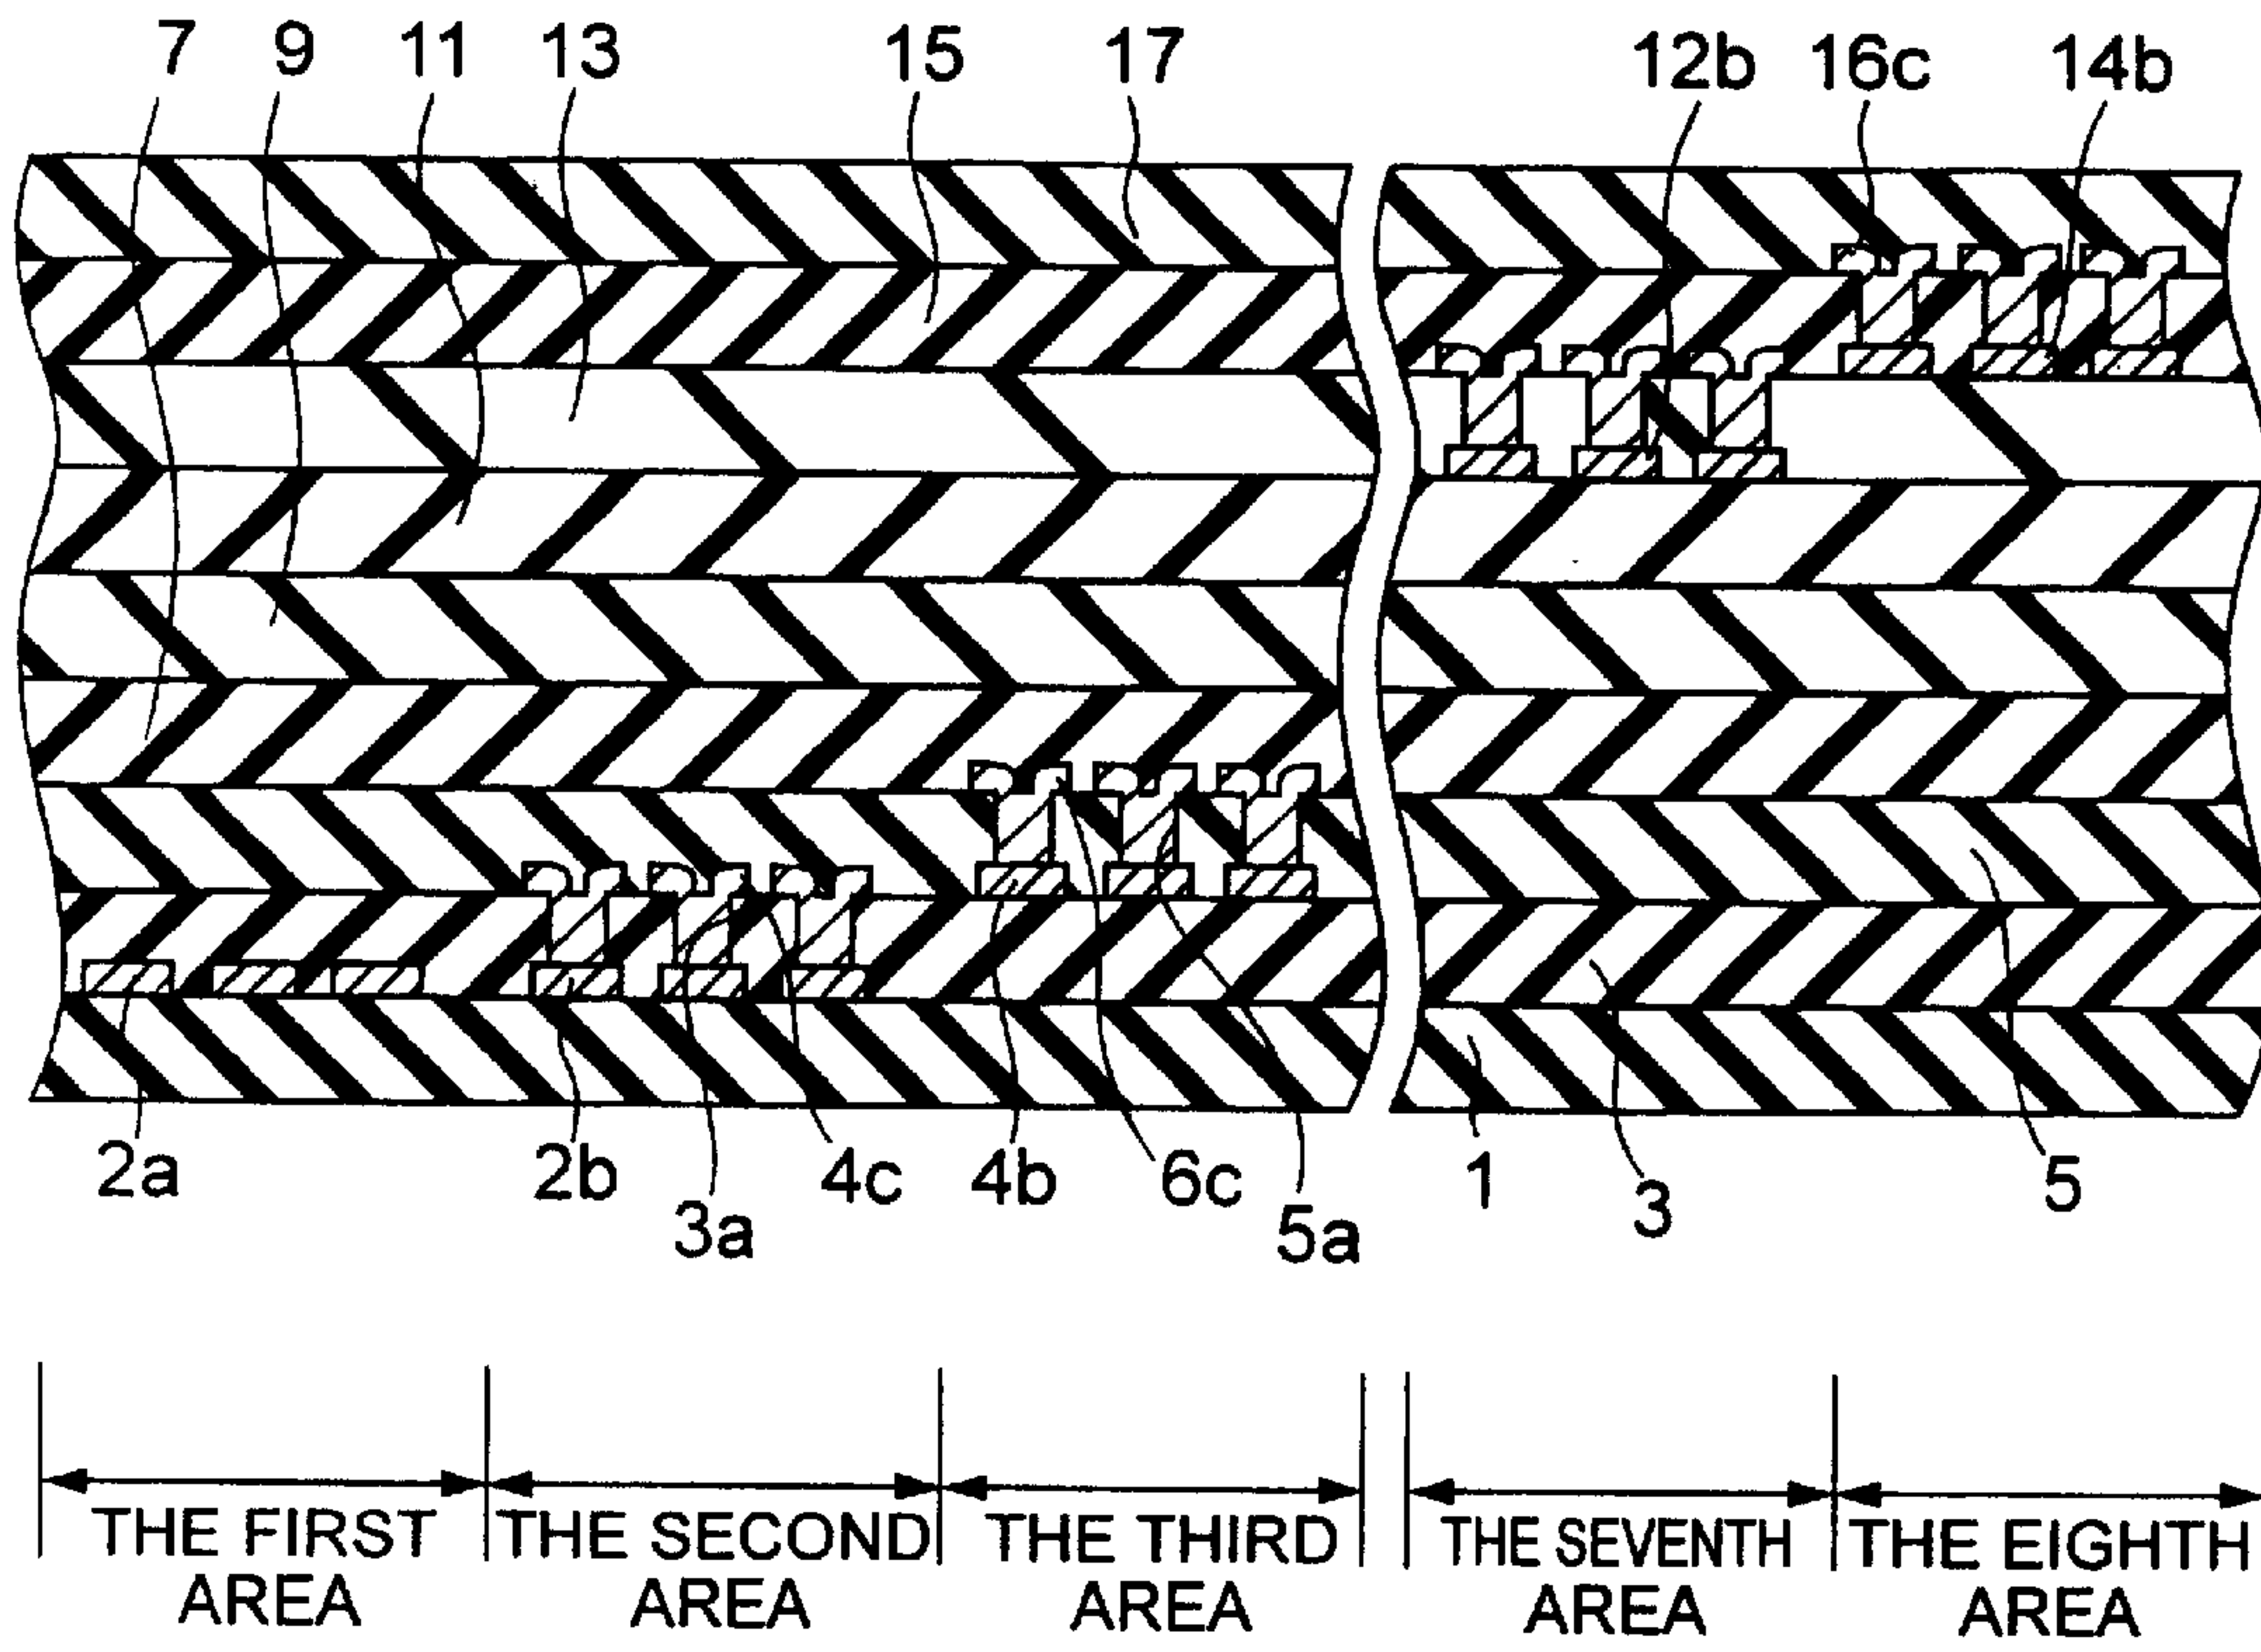 7 9 11 13 15 17 12b 16c 14b
2a 2b 3a 4c 4b 6c 5a 1 3 5
THE FIRST AREA
THE SECOND AREA
THE THIRD AREA
THE SEVENTH AREA
THE EIGHTH AREA